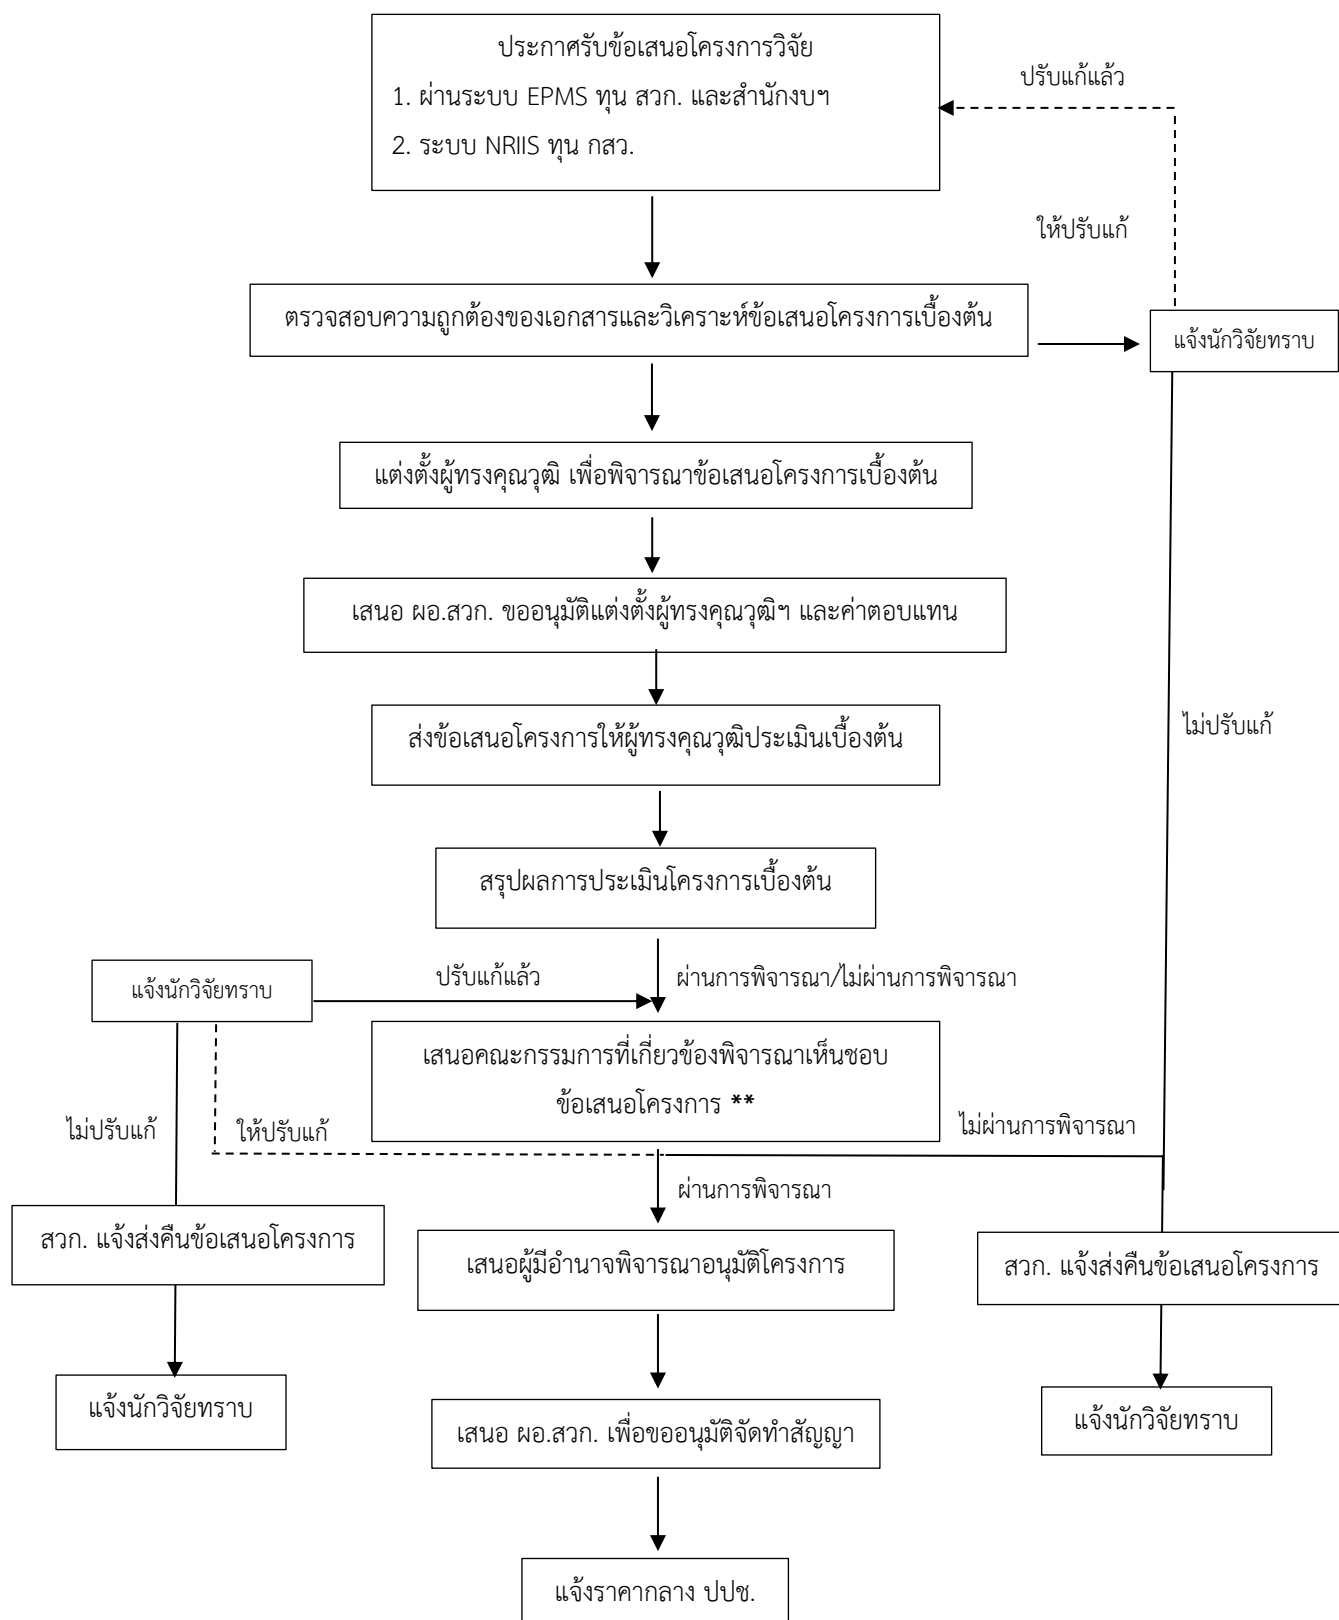 ประกาศรับข้อเสนอโครงการวิจัย
1. ผ่านระบบ EPMS ทุน สวก. และสำนักงบฯ
2. ระบบ NRIIS ทุน กสว.
ปรับแก้แล้ว
ให้ปรับแก้
ตรวจสอบความถูกต้องของเอกสารและวิเคราะห์ข้อเสนอโครงการเบื้องต้น
แจ้งนักวิจัยทราบ
แต่งตั้งผู้ทรงคุณวุฒิ เพื่อพิจารณาข้อเสนอโครงการเบื้องต้น
เสนอ ผอ.สวก. ขออนุมัติแต่งตั้งผู้ทรงคุณวุฒิฯ และค่าตอบแทน
ส่งข้อเสนอโครงการให้ผู้ทรงคุณวุฒิประเมินเบื้องต้น
ไม่ปรับแก้
สรุปผลการประเมินโครงการเบื้องต้น
แจ้งนักวิจัยทราบ
ปรับแก้แล้ว
ผ่านการพิจารณา/ไม่ผ่านการพิจารณา
เสนอคณะกรรมการที่เกี่ยวข้องพิจารณาเห็นชอบ
ข้อเสนอโครงการ **
ไม่ปรับแก้
ให้ปรับแก้
ไม่ผ่านการพิจารณา
ผ่านการพิจารณา
สวก. แจ้งส่งคืนข้อเสนอโครงการ
เสนอผู้มีอำนาจพิจารณาอนุมัติโครงการ
สวก. แจ้งส่งคืนข้อเสนอโครงการ
แจ้งนักวิจัยทราบ
เสนอ ผอ.สวก. เพื่อขออนุมัติจัดทำสัญญา
แจ้งนักวิจัยทราบ
แจ้งราคากลาง ปปช.